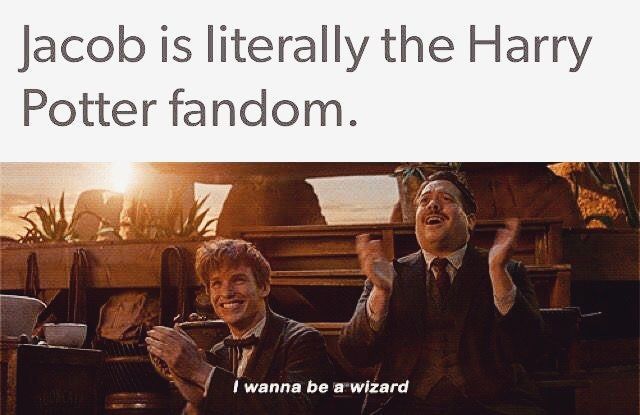 Jacob is literally the Harry
Potter fandom.
I wanna be a wizard